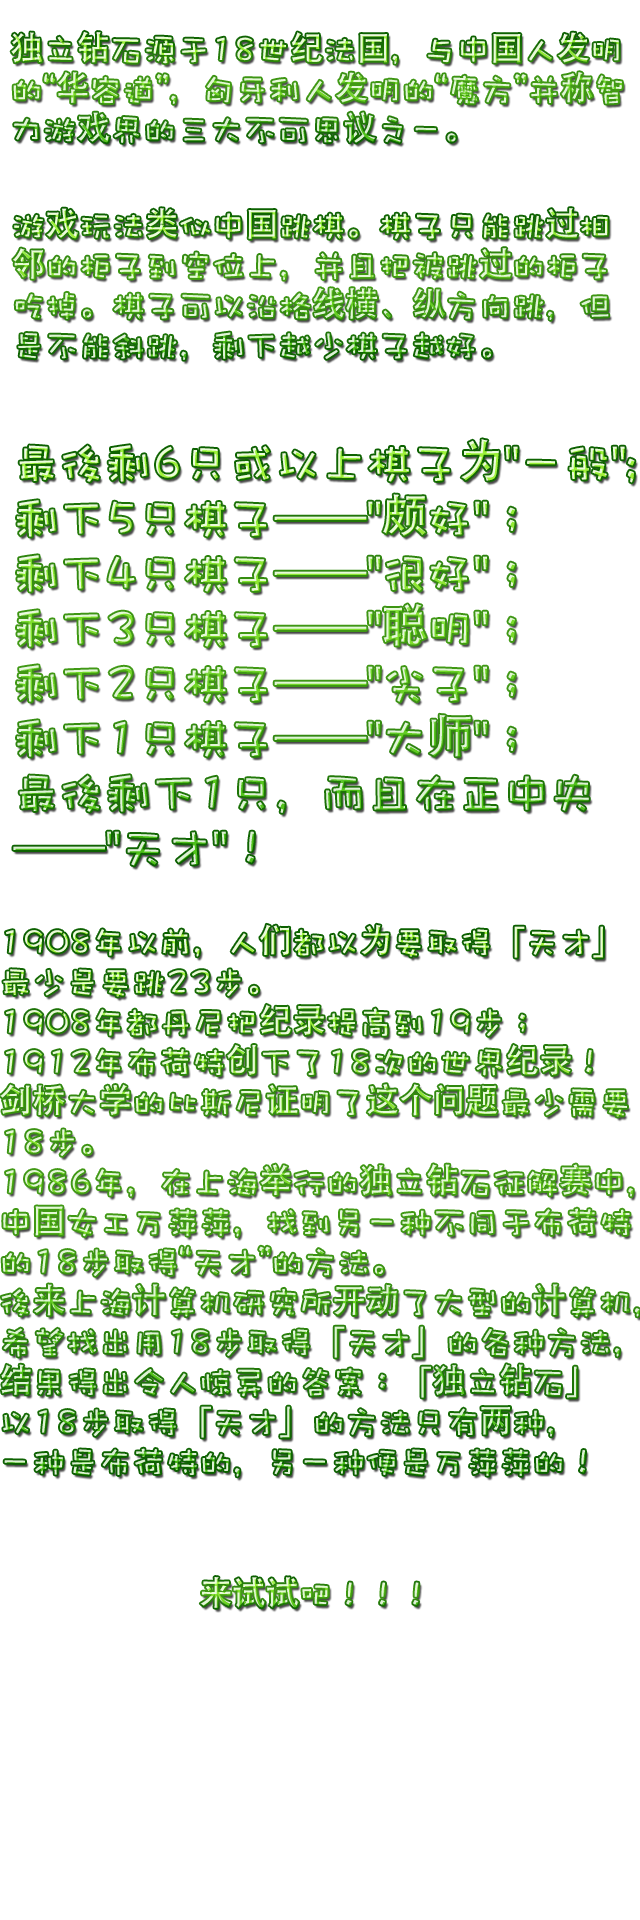 独立钻石源于18世纪法国，与中国人发明
的“华容道”，匈牙利人发明的“魔方”并称智
力游戏界的三大不可思议之一。
游戏玩法类似中国跳棋。棋子只能跳过相
邻的柜子到空位上，并且把被跳过的柜子
吃掉。棋子可以沿格线横、纵方向跳，但
是不能斜跳，剩下越少棋子越好。
最後剩6只或以上棋子为"一般";
剩下5只棋子——"颇好"；
剩下4只棋子——"很好"；
剩下3只棋子——"聪明"；
剩下2只棋子——"尖子"；
剩下1只棋子——"大师"；
最後剩下1只，而且在正中央
——"天才"！
1908年以前，人们都以为要取得「天才」
最少是要跳23步。
1908年都丹尼把纪录提高到19步；
1912年布荷特创下了18次的世界纪录！
剑桥大学的比斯尼证明了这个问题最少需要
18步。
1986年，在上海举行的独立钻石征解赛中，
中国女工万萍萍，找到另一种不同于布荷特
的18步取得“天才”的方法。
後来上海计算机研究所开动了大型的计算机，
希望找出用18步取得「天才」的各种方法，
结果得出令人惊异的答案：「独立钻石」
以18步取得「天才」的方法只有两种，
一种是布荷特的，另一种便是万萍萍的！
来试试吧！！！